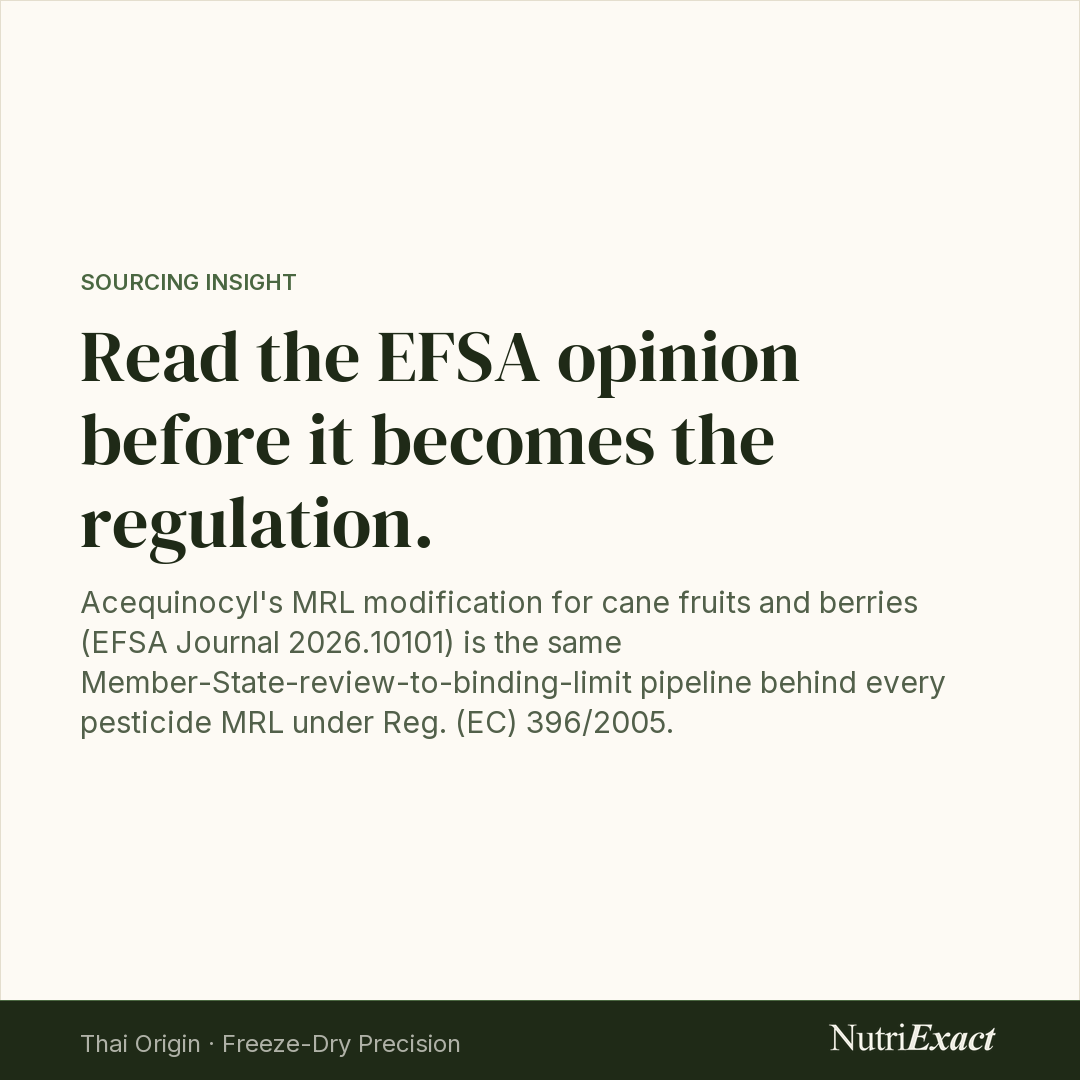 SOURCING INSIGHT
Read the EFSA opinion
before it becomes the
regulation.
Acequinocyl's MRL modification for cane fruits and berries
(EFSA Journal 2026.10101) is the same
Member-State-review-to-binding-limit pipeline behind every
pesticide MRL under Reg. (EC) 396/2005.
Thai Origin · Freeze-Dry Precision
NutriExact